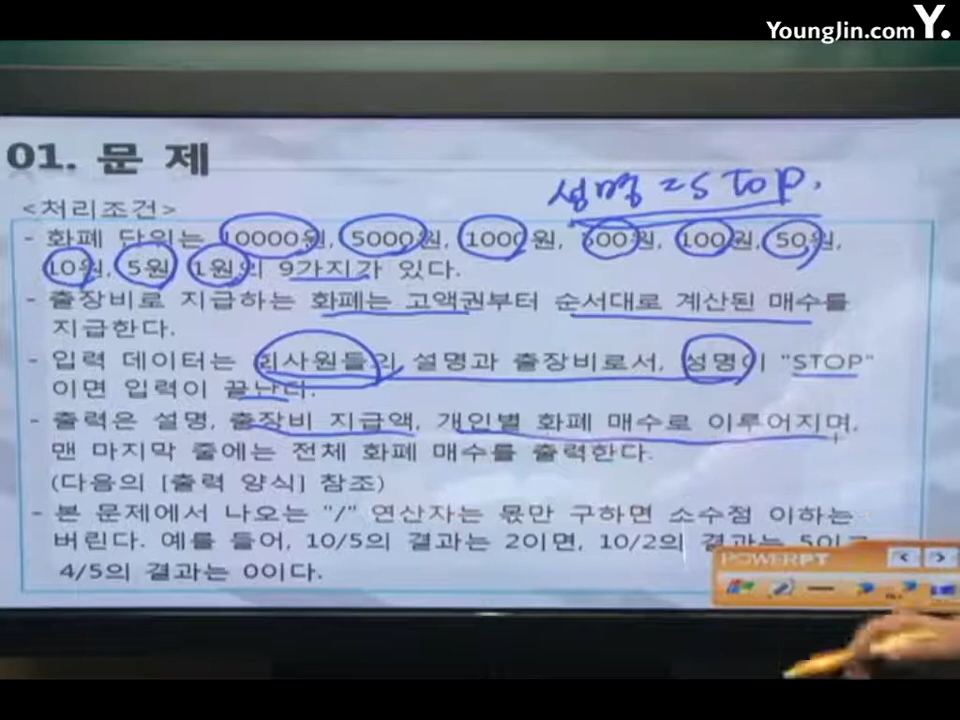 YoungJin.com Y.
01. 문 제
성명 = STOP.
<처리조건>
- 화폐 단위는 10000원, 5000원, 1000원, 500원, 100원, 50원,
10원, 5원, 1원의 9가지가 있다.
- 출장비로 지급하는 화폐는 고액권부터 순서대로 계산된 매수를
지급한다.
- 입력 데이터는 회사원들의 설명과 출장비로서, 성명이 "STOP"
이면 입력이 끝난다.
- 출력은 설명, 출장비 지급액, 개인별 화폐 매수로 이루어지며,
맨 마지막 줄에는 전체 화폐 매수를 출력한다.
(다음의 [출력 양식] 참조)
- 본 문제에서 나오는 "/" 연산자는 몫만 구하면 소수점 이하는
버린다. 예를 들어, 10/5의 결과는 2이면, 10/2의 결과는 5이고
4/5의 결과는 0이다.
POWERPT